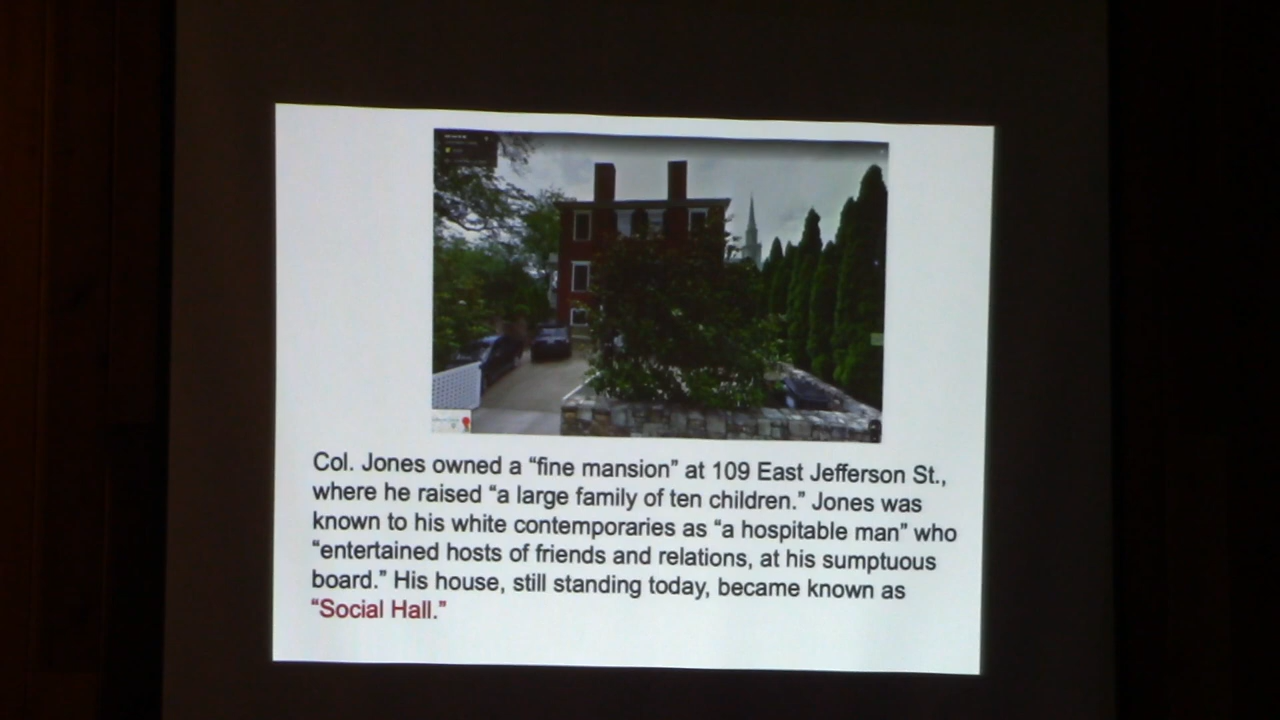 Col. Jones owned a “fine mansion” at 109 East Jefferson St.,
where he raised “a large family of ten children.” Jones was
known to his white contemporaries as “a hospitable man” who
“entertained hosts of friends and relations, at his sumptuous
board.” His house, still standing today, became known as
“Social Hall.”